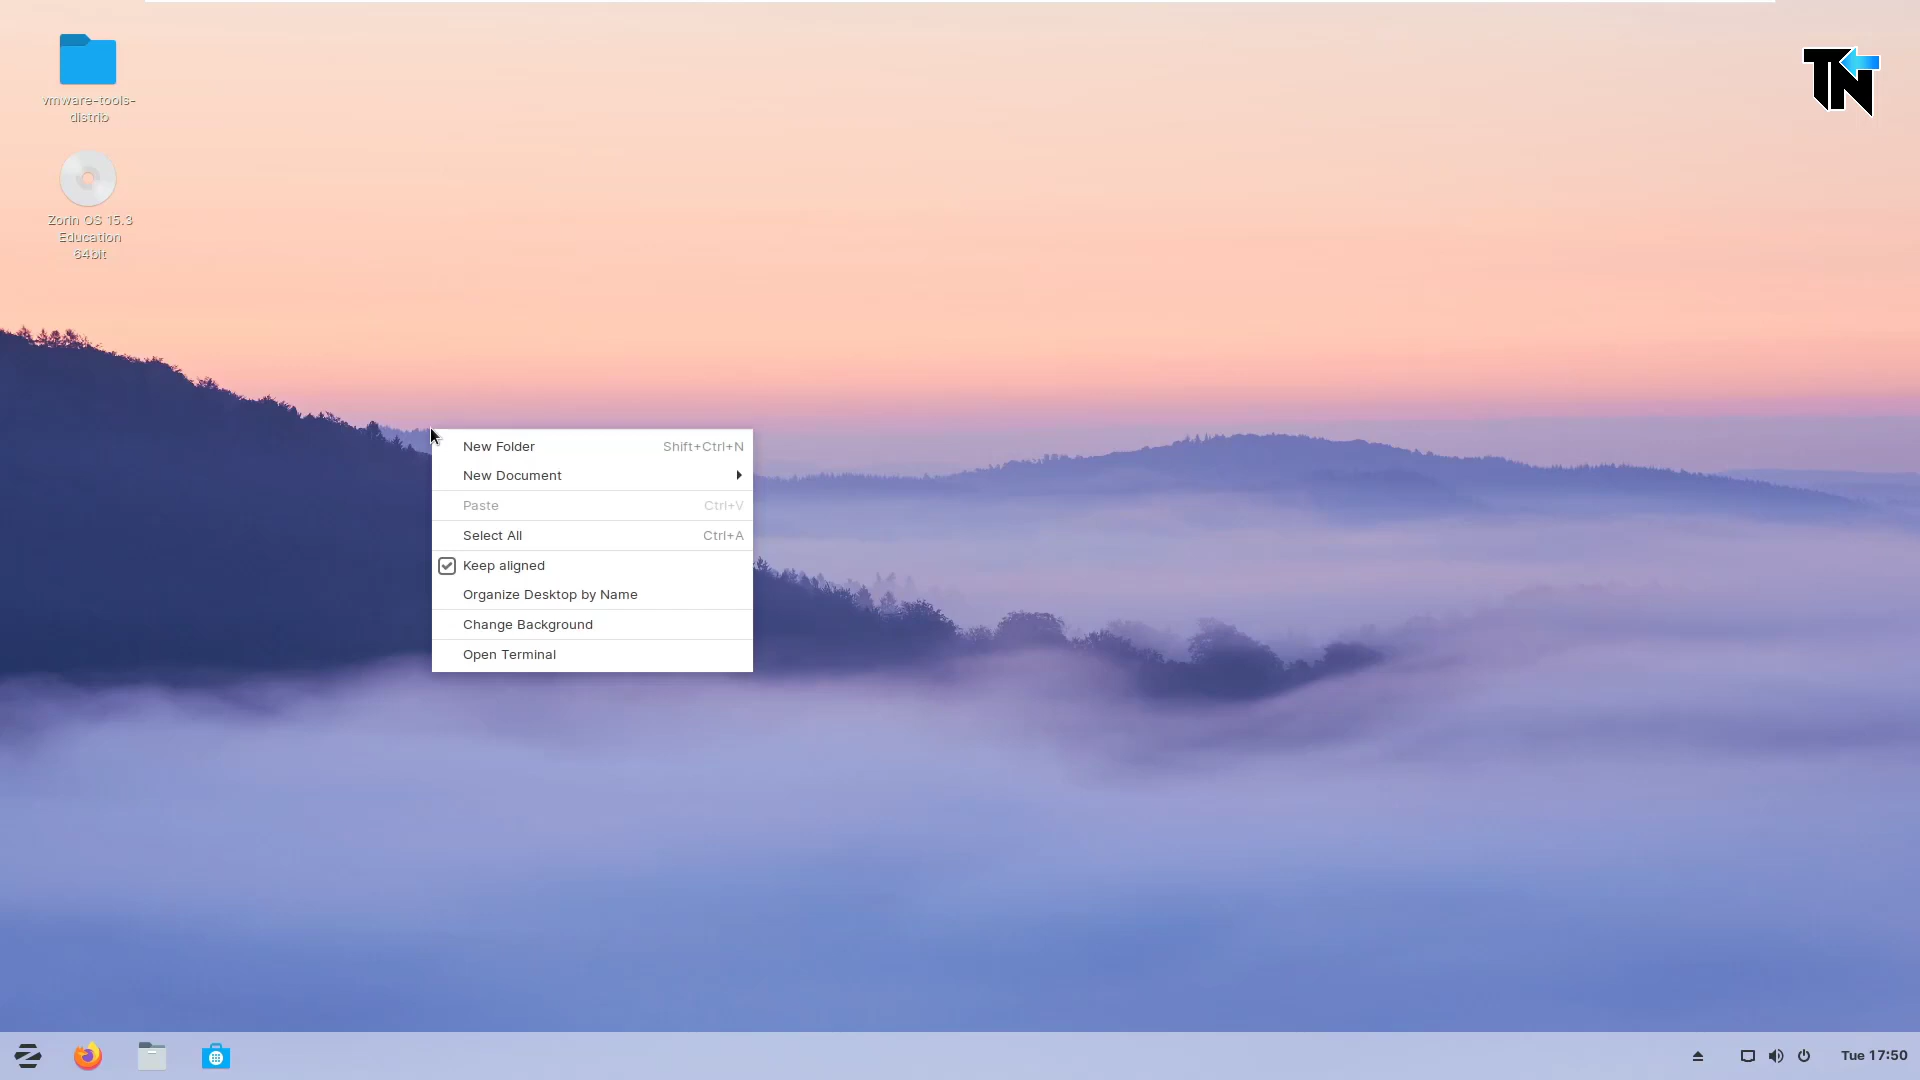 vmware-tools-
distrib
Zorin OS 15.3
Education
64bit
TN
New Folder Shift+Ctrl+N
New Document
Paste Ctrl+V
Select All Ctrl+A
Keep aligned
Organize Desktop by Name
Change Background
Open Terminal
Tue 17:50